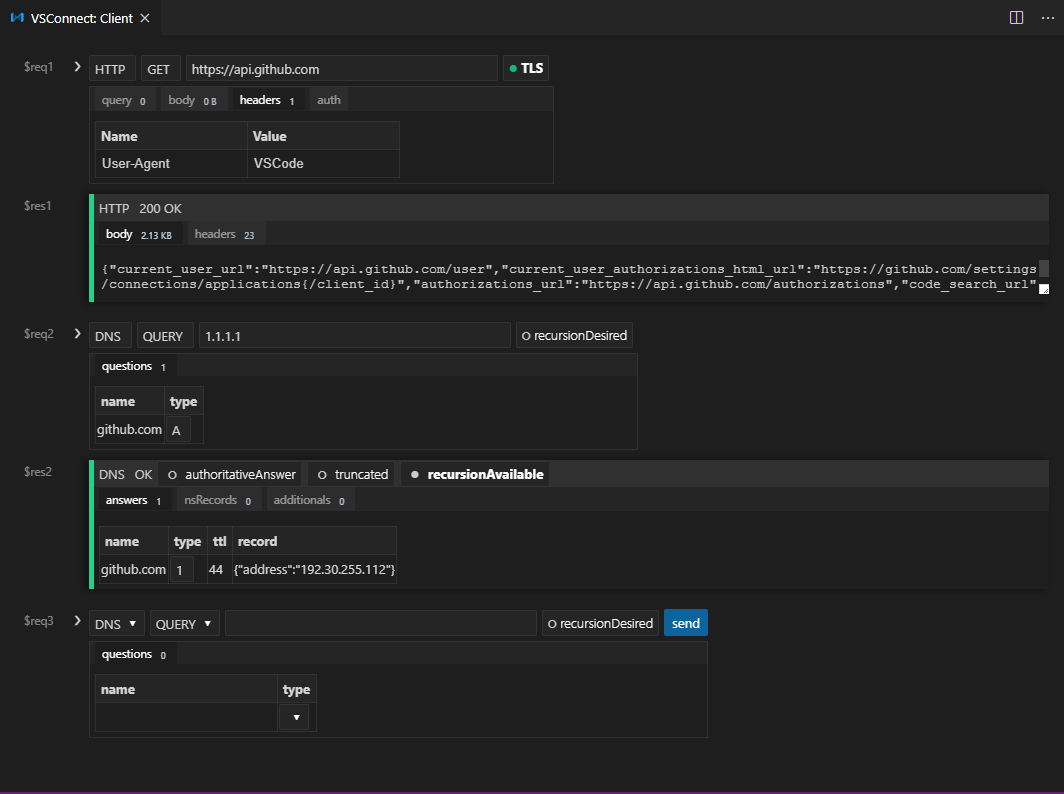 VSConnect: Client
$req1 HTTP GET https://api.github.com TLS
query 0 body 0 B headers 1 auth
Name Value
User-Agent VSCode
$res1 HTTP 200 OK
body 2.13 KB headers 23
{"current_user_url":"https://api.github.com/user","current_user_authorizations_html_url":"https://github.com/settings
/connections/applications{/client_id}","authorizations_url":"https://api.github.com/authorizations","code_search_url"
$req2 DNS QUERY 1.1.1.1 recursionDesired
questions 1
name type
github.com A
$res2 DNS OK authoritativeAnswer truncated recursionAvailable
answers 1 nsRecords 0 additionals 0
name type ttl record
github.com 1 44 {"address":"192.30.255.112"}
$req3 DNS QUERY recursionDesired send
questions 0
name type